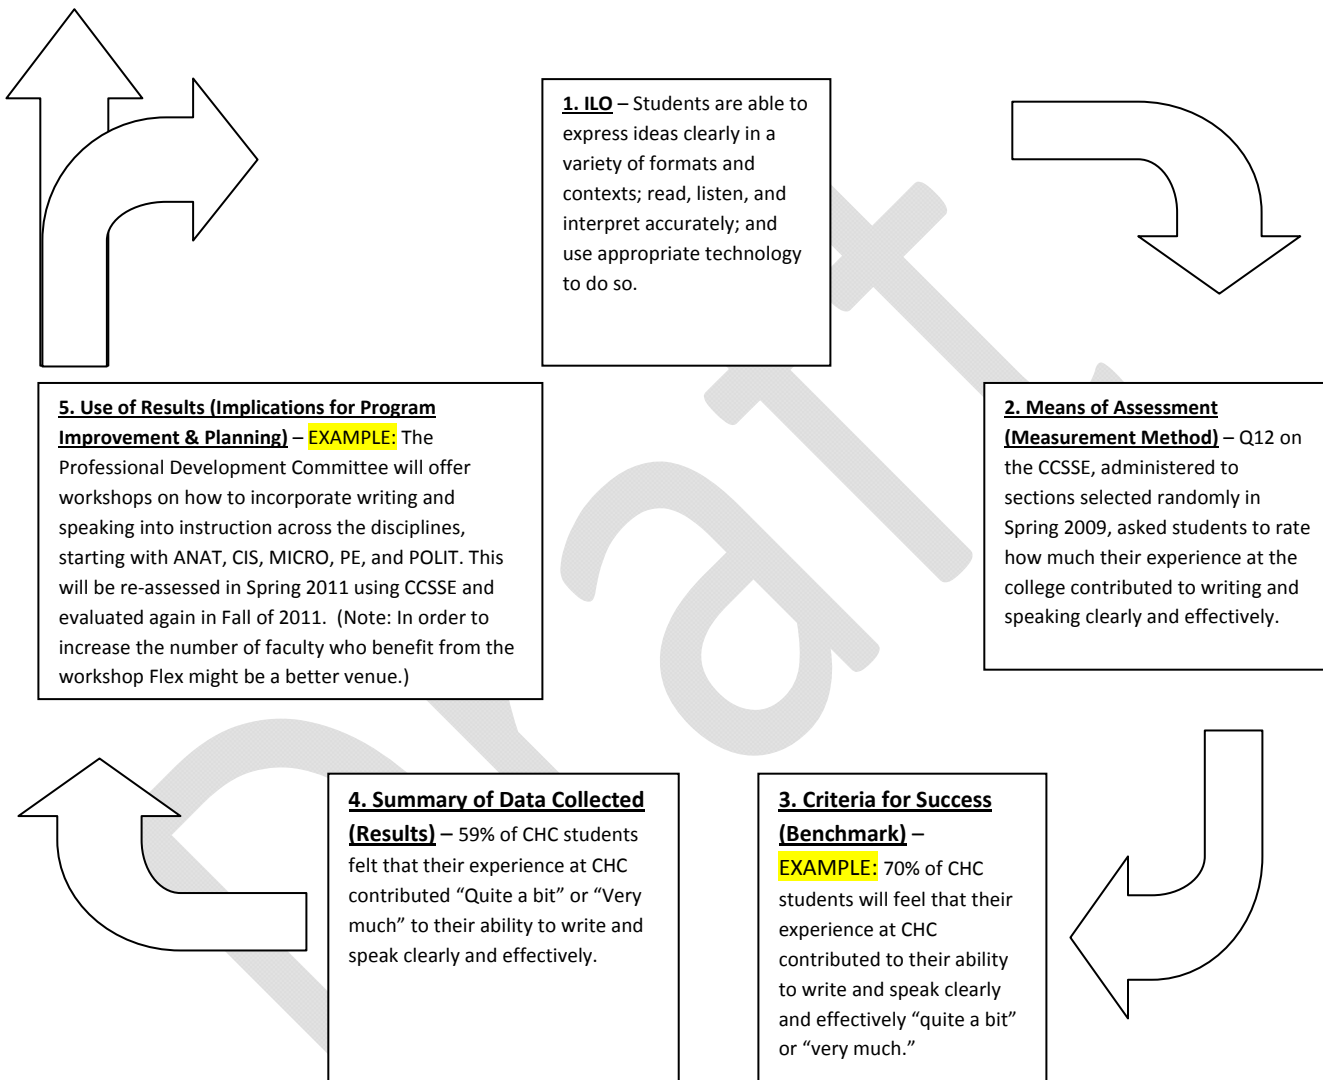 1. ILO – Students are able to
express ideas clearly in a
variety of formats and
contexts; read, listen, and
interpret accurately; and
use appropriate technology
to do so.
2. Means of Assessment
(Measurement Method) – Q12 on
the CCSSE, administered to
sections selected randomly in
Spring 2009, asked students to rate
how much their experience at the
college contributed to writing and
speaking clearly and effectively.
3. Criteria for Success
(Benchmark) –
EXAMPLE: 70% of CHC
students will feel that their
experience at CHC
contributed to their ability
to write and speak clearly
and effectively “quite a bit”
or “very much.”
4. Summary of Data Collected
(Results) – 59% of CHC students
felt that their experience at CHC
contributed “Quite a bit” or “Very
much” to their ability to write and
speak clearly and effectively.
5. Use of Results (Implications for Program
Improvement & Planning) – EXAMPLE: The
Professional Development Committee will offer
workshops on how to incorporate writing and
speaking into instruction across the disciplines,
starting with ANAT, CIS, MICRO, PE, and POLIT. This
will be re-assessed in Spring 2011 using CCSSE and
evaluated again in Fall of 2011.  (Note: In order to
increase the number of faculty who benefit from the
workshop Flex might be a better venue.)
Draft